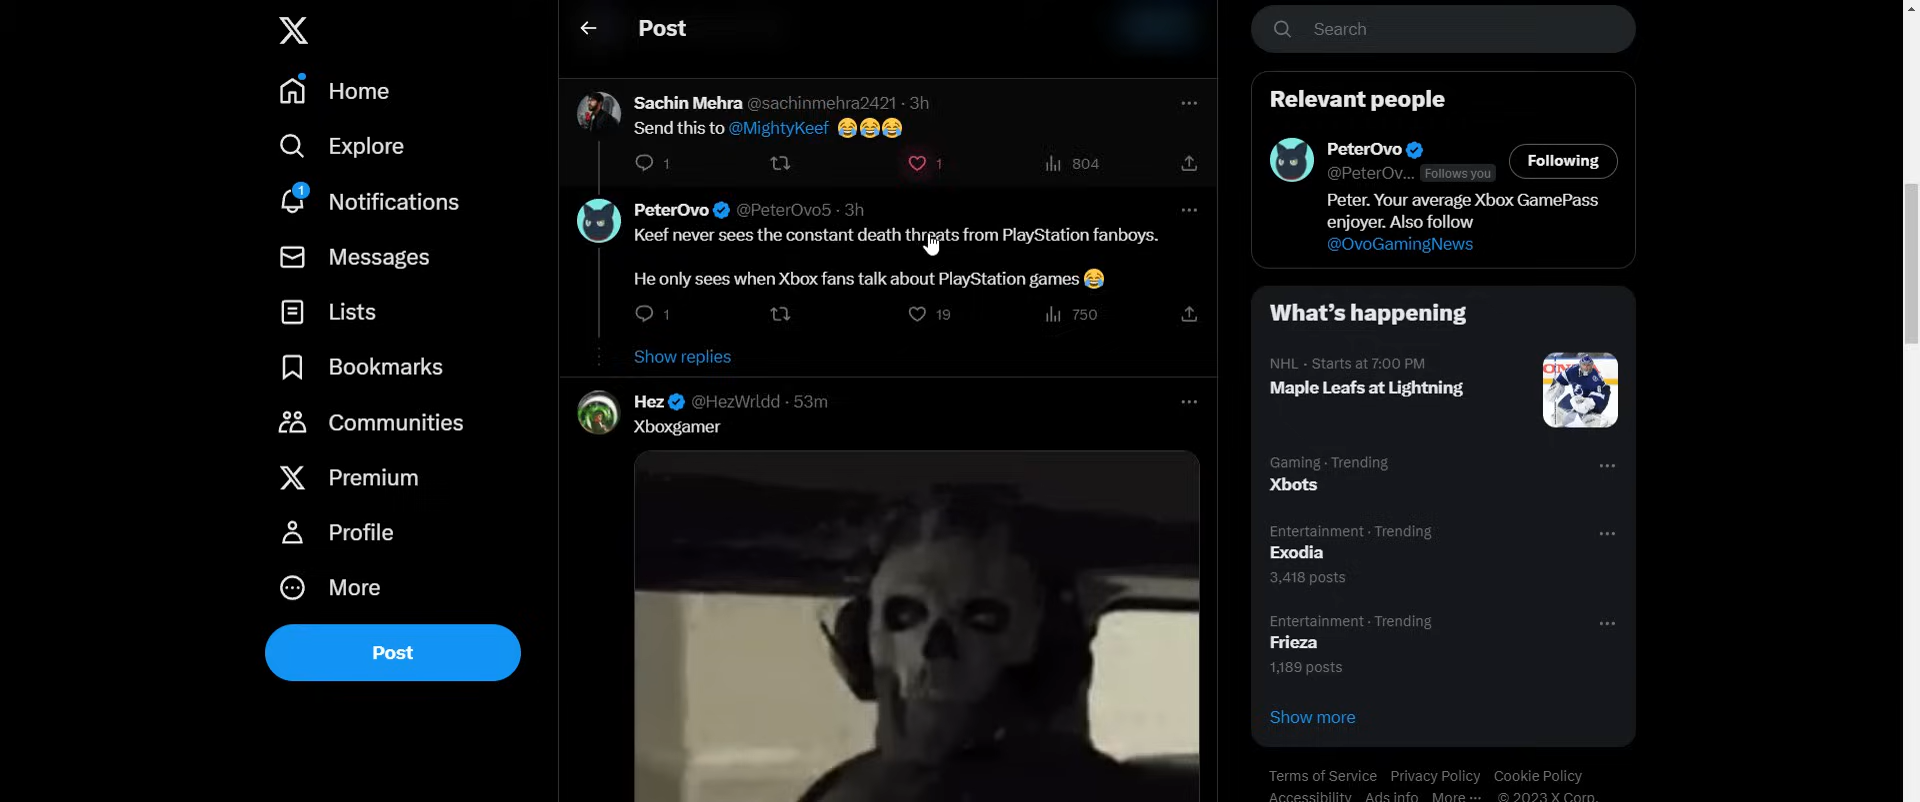 Home
Explore
1
Notifications
Messages
Lists
Bookmarks
Communities
Premium
Profile
More
Post
Post
Sachin Mehra @sachinmehra2421 · 3h
Send this to @MightyKeef 😂😂😂
1 1 804
PeterOvo @PeterOvo5 · 3h
Keef never sees the constant death threats from PlayStation fanboys.
He only sees when Xbox fans talk about PlayStation games 😂
1 19 750
Show replies
Hez @HezWrldd · 53m
Xboxgamer
Search
Relevant people
PeterOvo
Following
@PeterOv... Follows you
Peter. Your average Xbox GamePass
enjoyer. Also follow
@OvoGamingNews
What's happening
NHL · Starts at 7:00 PM
Maple Leafs at Lightning
Gaming · Trending
Xbots
Entertainment · Trending
Exodia
3,418 posts
Entertainment · Trending
Frieza
1,189 posts
Show more
Terms of Service Privacy Policy Cookie Policy
Accessibility Ads info More ··· © 2023 X Corp.